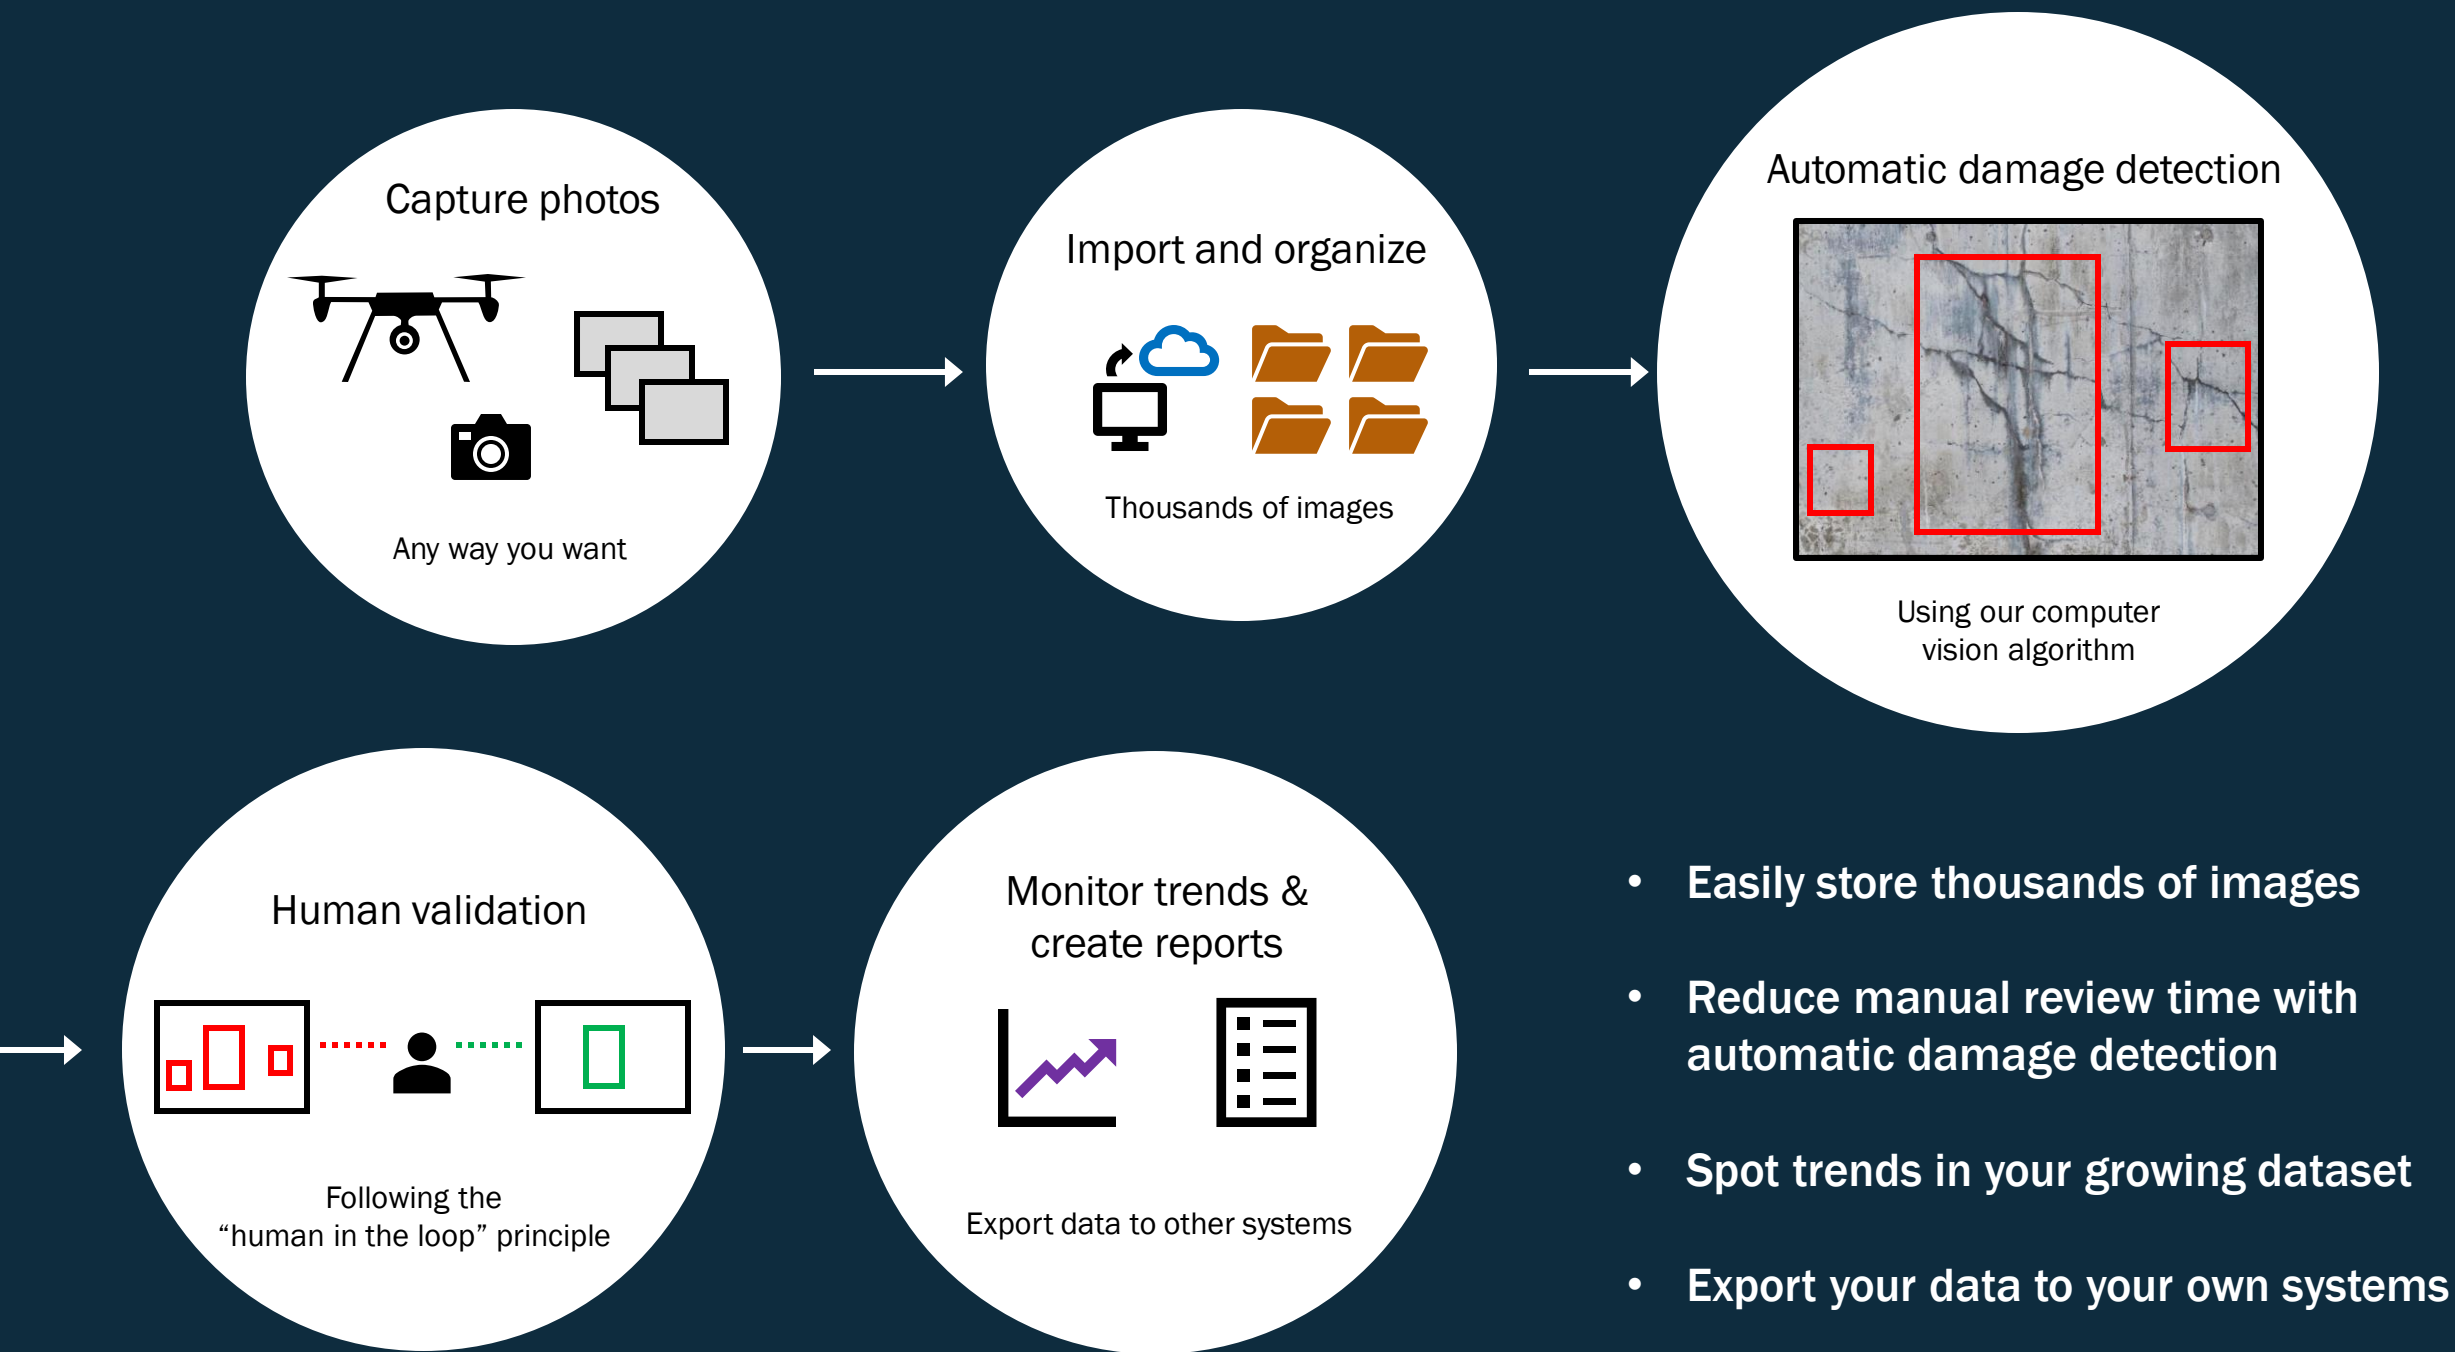 Capture photos
Any way you want
Import and organize
Thousands of images
Automatic damage detection
Using our computer
vision algorithm
Human validation
Following the
“human in the loop” principle
Monitor trends &
create reports
Export data to other systems
• Easily store thousands of images
• Reduce manual review time with
automatic damage detection
• Spot trends in your growing dataset
• Export your data to your own systems